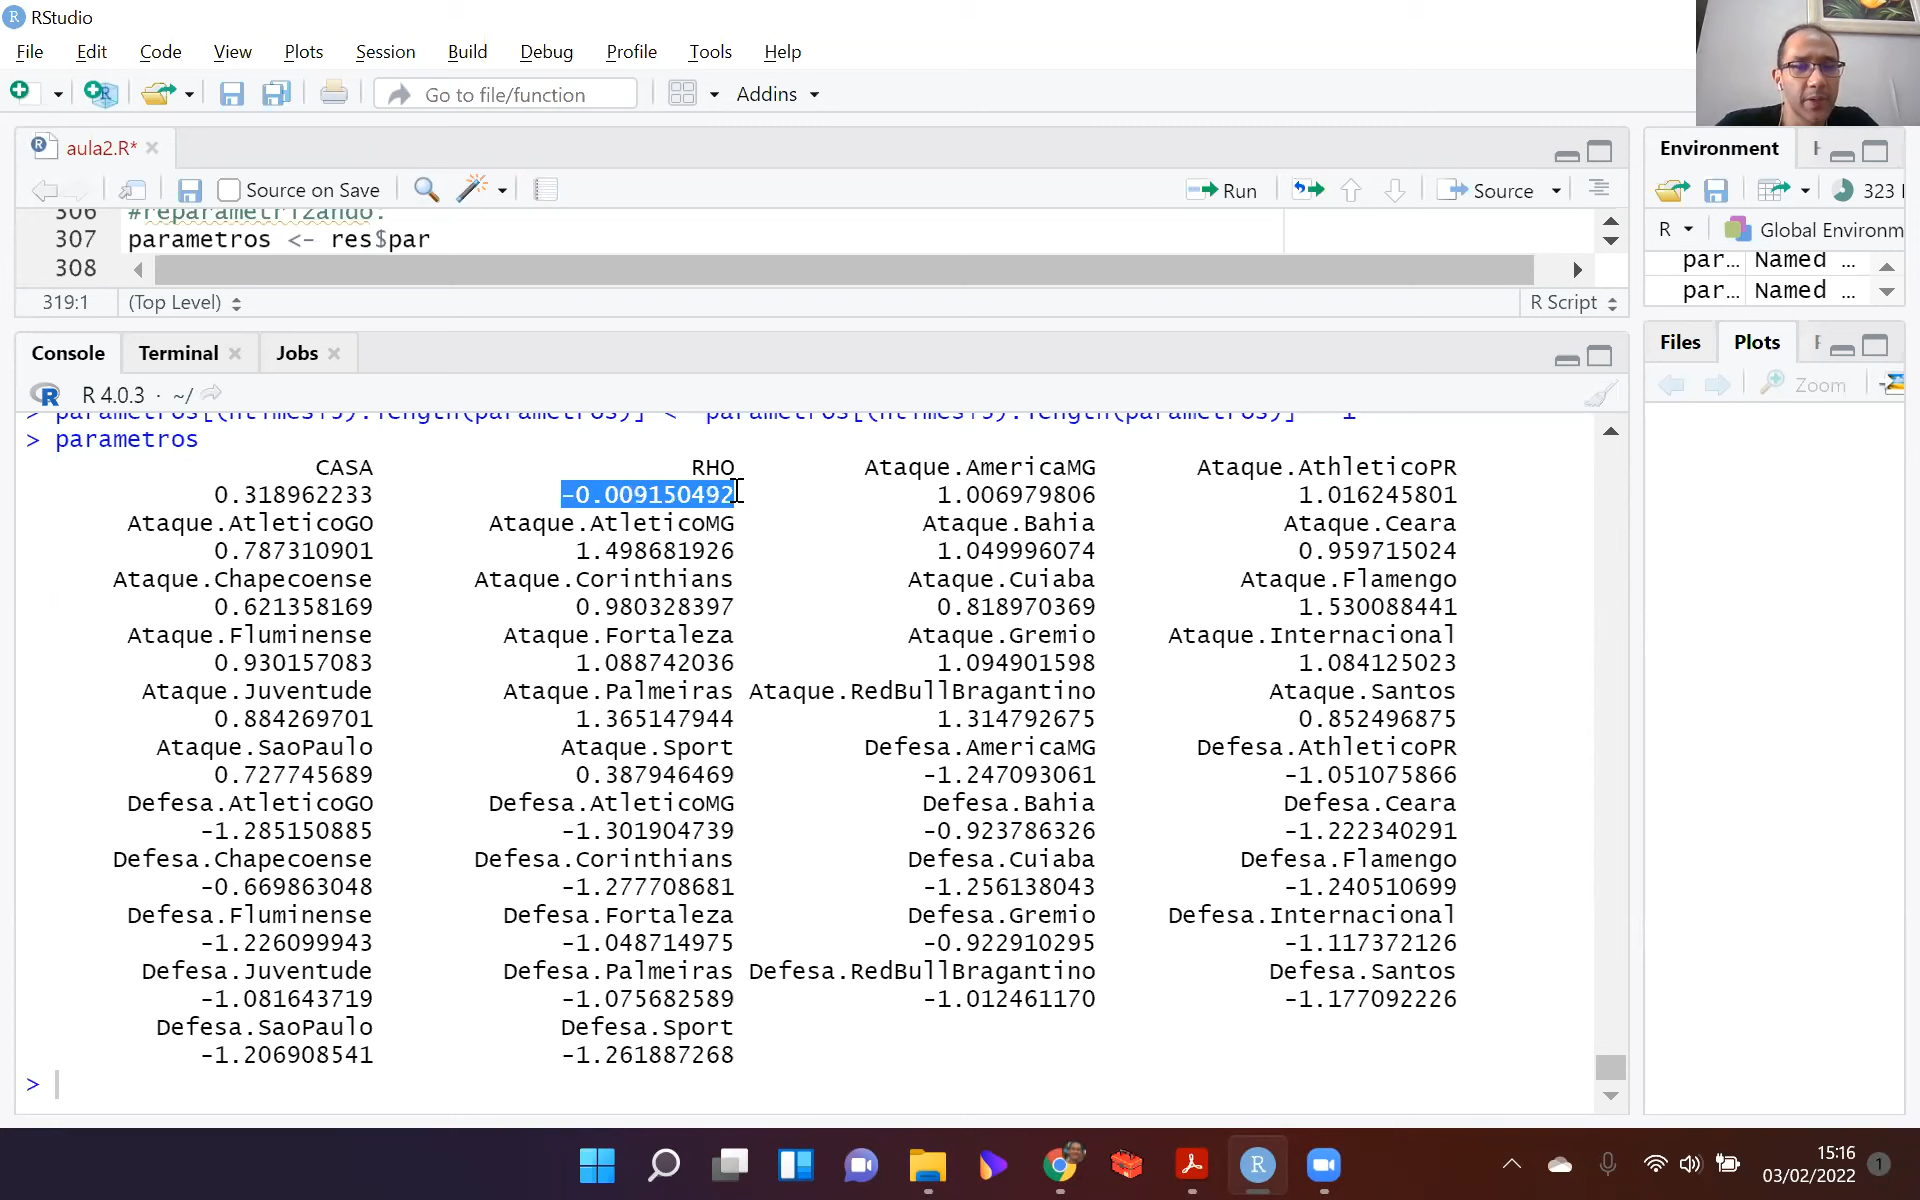 RStudio
File Edit Code View Plots Session Build Debug Profile Tools Help
Go to file/function Addins
aula2.R*
Source on Save Run Source
306 #reparametrizando:
307 parametros <- res$par
308
319:1 (Top Level) R Script
Console Terminal Jobs
R 4.0.3 · ~/
> parametros
CASA RHO Ataque.AmericaMG Ataque.AthleticoPR
0.318962233 -0.009150492 1.006979806 1.016245801
Ataque.AtleticoGO Ataque.AtleticoMG Ataque.Bahia Ataque.Ceara
0.787310901 1.498681926 1.049996074 0.959715024
Ataque.Chapecoense Ataque.Corinthians Ataque.Cuiaba Ataque.Flamengo
0.621358169 0.980328397 0.818970369 1.530088441
Ataque.Fluminense Ataque.Fortaleza Ataque.Gremio Ataque.Internacional
0.930157083 1.088742036 1.094901598 1.084125023
Ataque.Juventude Ataque.Palmeiras Ataque.RedBullBragantino Ataque.Santos
0.884269701 1.365147944 1.314792675 0.852496875
Ataque.SaoPaulo Ataque.Sport Defesa.AmericaMG Defesa.AthleticoPR
0.727745689 0.387946469 -1.247093061 -1.051075866
Defesa.AtleticoGO Defesa.AtleticoMG Defesa.Bahia Defesa.Ceara
-1.285150885 -1.301904739 -0.923786326 -1.222340291
Defesa.Chapecoense Defesa.Corinthians Defesa.Cuiaba Defesa.Flamengo
-0.669863048 -1.277708681 -1.256138043 -1.240510699
Defesa.Fluminense Defesa.Fortaleza Defesa.Gremio Defesa.Internacional
-1.226099943 -1.048714975 -0.922910295 -1.117372126
Defesa.Juventude Defesa.Palmeiras Defesa.RedBullBragantino Defesa.Santos
-1.081643719 -1.075682589 -1.012461170 -1.177092226
Defesa.SaoPaulo Defesa.Sport
-1.206908541 -1.261887268
>
Environment
323
R Global Environm
par... Named ...
par... Named ...
Files Plots
Zoom
15:16
03/02/2022
1